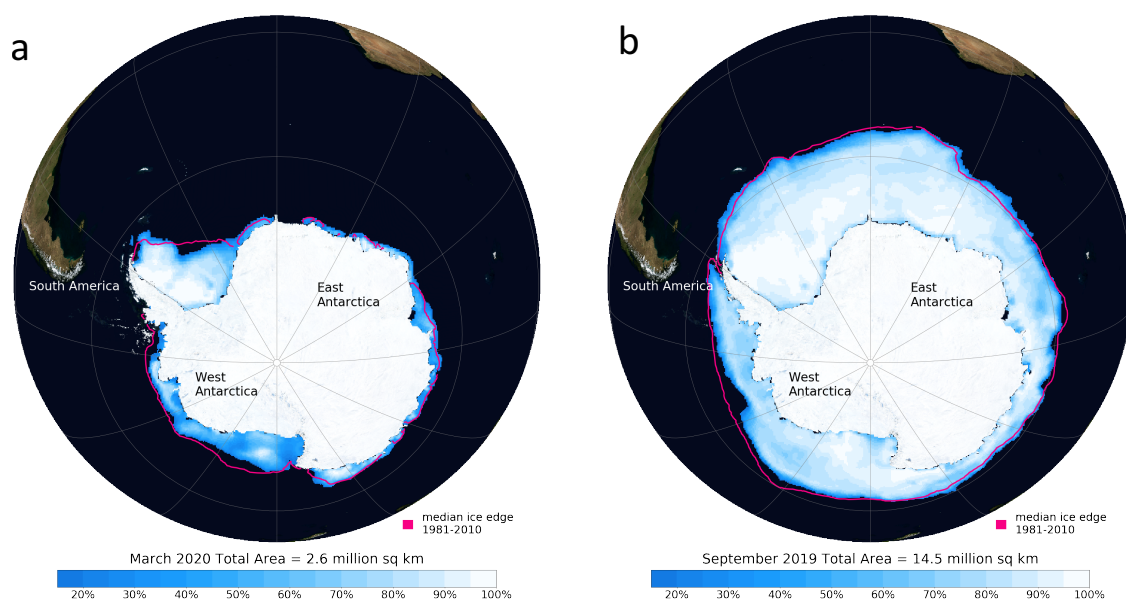 a
South America
East
Antarctica
West
Antarctica
median ice edge
1981-2010
March 2020 Total Area = 2.6 million sq km
20% 30% 40% 50% 60% 70% 80% 90% 100%
b
South America
East
Antarctica
West
Antarctica
median ice edge
1981-2010
September 2019 Total Area = 14.5 million sq km
20% 30% 40% 50% 60% 70% 80% 90% 100%